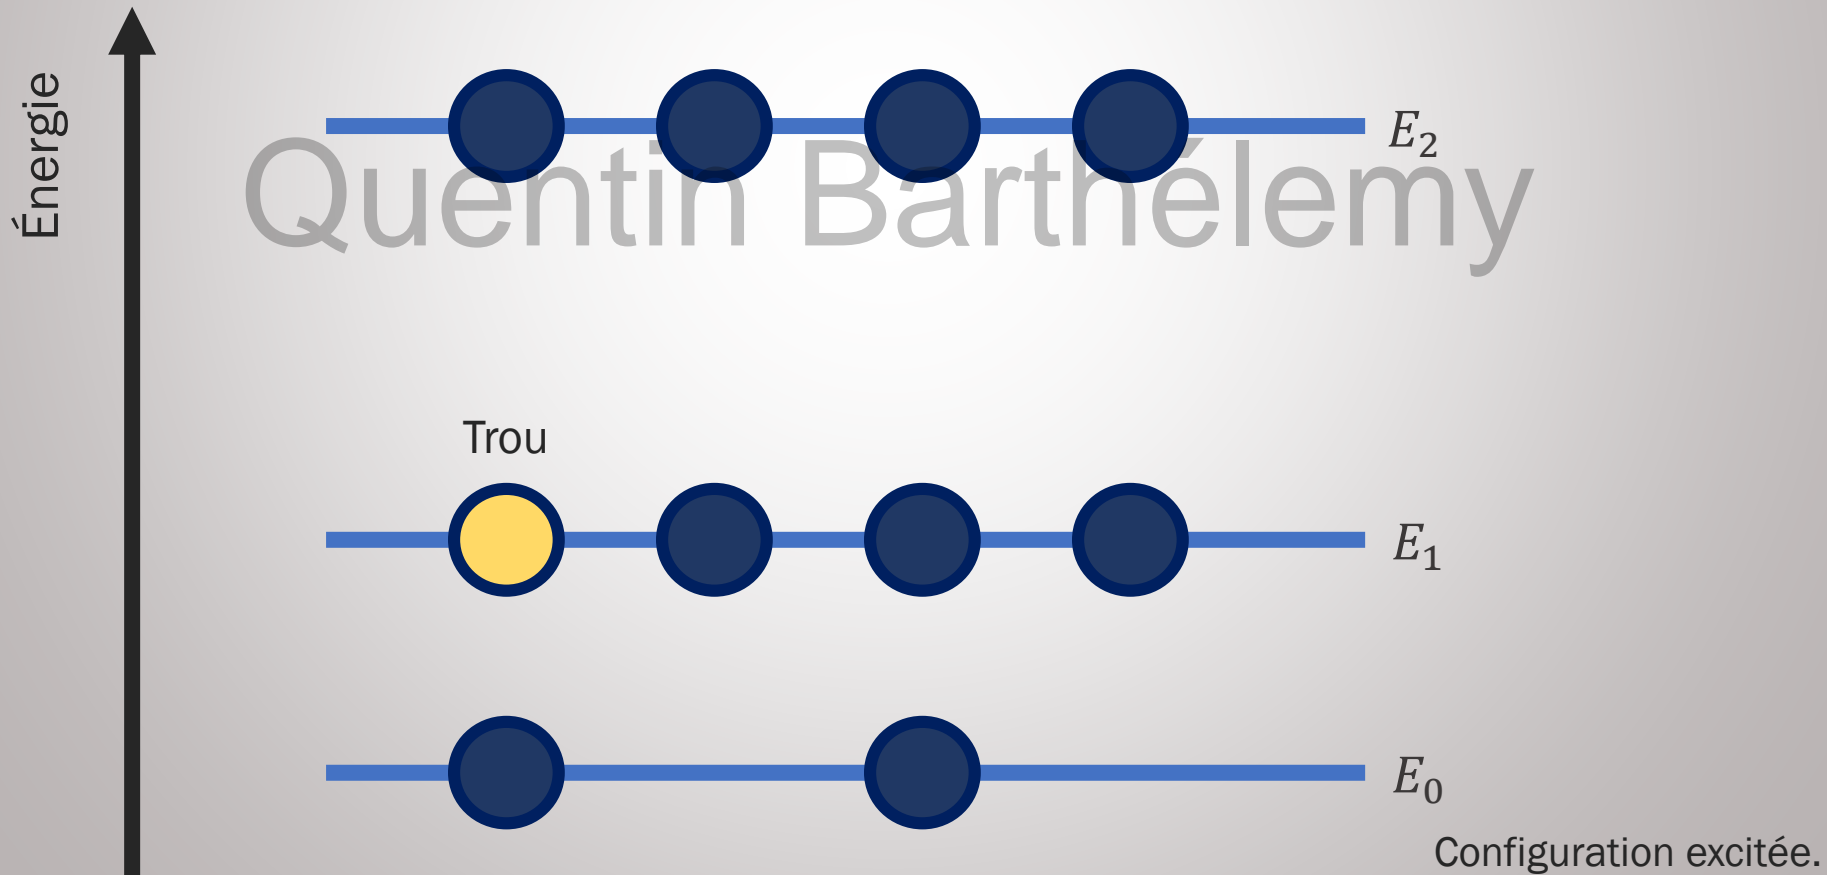 Énergie
E₂
Quentin Barthélemy
Trou
E₁
E₀
Configuration excitée.